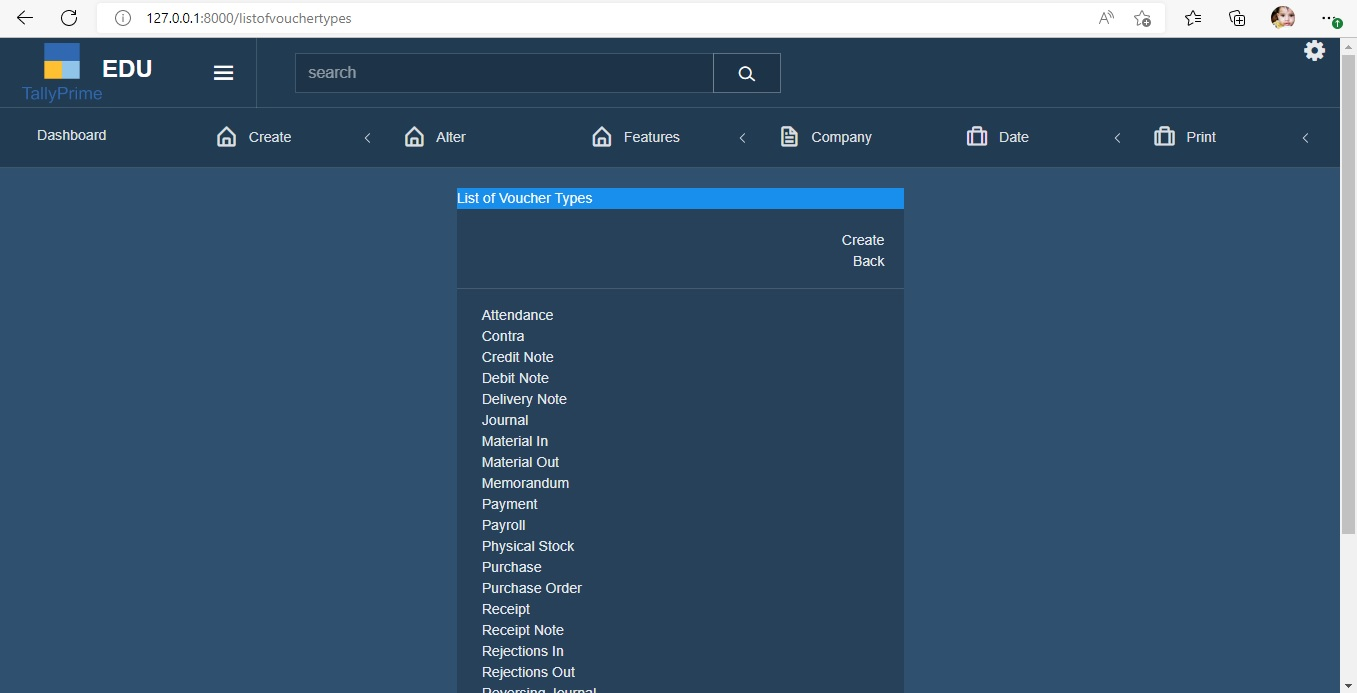 127.0.0.1:8000/listofvouchertypes
EDU
TallyPrime
search
Dashboard Create Alter Features Company Date Print
List of Voucher Types
Create
Back
Attendance
Contra
Credit Note
Debit Note
Delivery Note
Journal
Material In
Material Out
Memorandum
Payment
Payroll
Physical Stock
Purchase
Purchase Order
Receipt
Receipt Note
Rejections In
Rejections Out
Reversing Journal